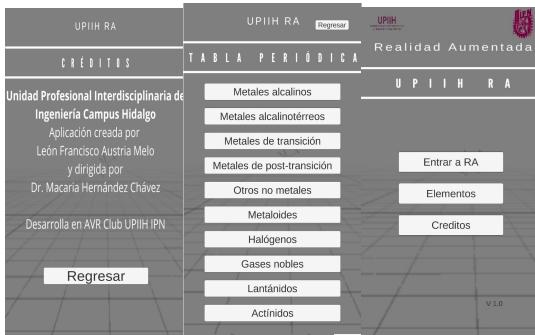 UPIIH RA
CRÉDITOS
Unidad Profesional Interdisciplinaria de
Ingeniería Campus Hidalgo
Aplicación creada por
León Francisco Austria Melo
y dirigida por
Dr. Macaria Hernández Chávez
Desarrolla en AVR Club UPIIH IPN
Regresar
UPIIH RA
Regresar
TABLA PERIÓDICA
Metales alcalinos
Metales alcalinotérreos
Metales de transición
Metales de post-transición
Otros no metales
Metaloides
Halógenos
Gases nobles
Lantánidos
Actínidos
UPIIH
Realidad Aumentada
UPIIH RA
Entrar a RA
Elementos
Creditos
V 1.0